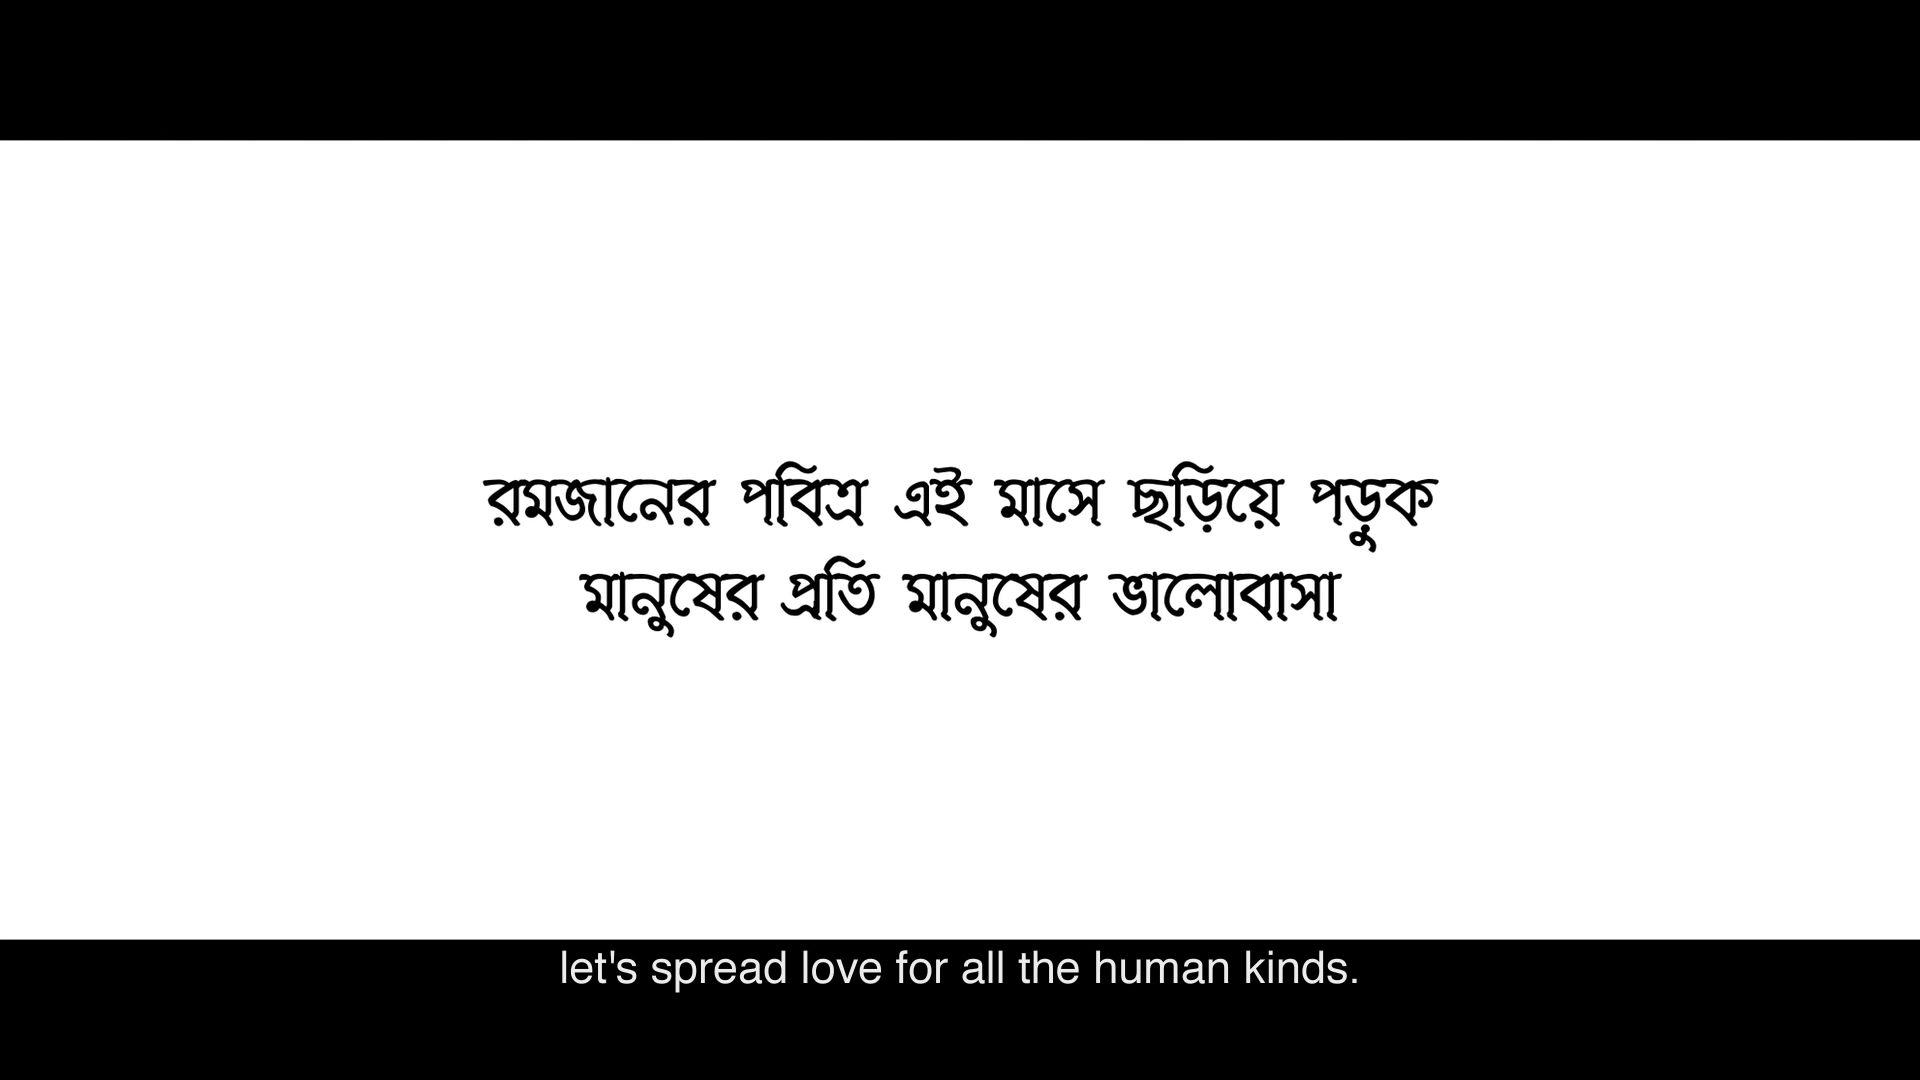 রমজানের পবিত্র এই মাসে ছড়িয়ে পড়ুক
মানুষের প্রতি মানুষের ভালোবাসা
let's spread love for all the human kinds.